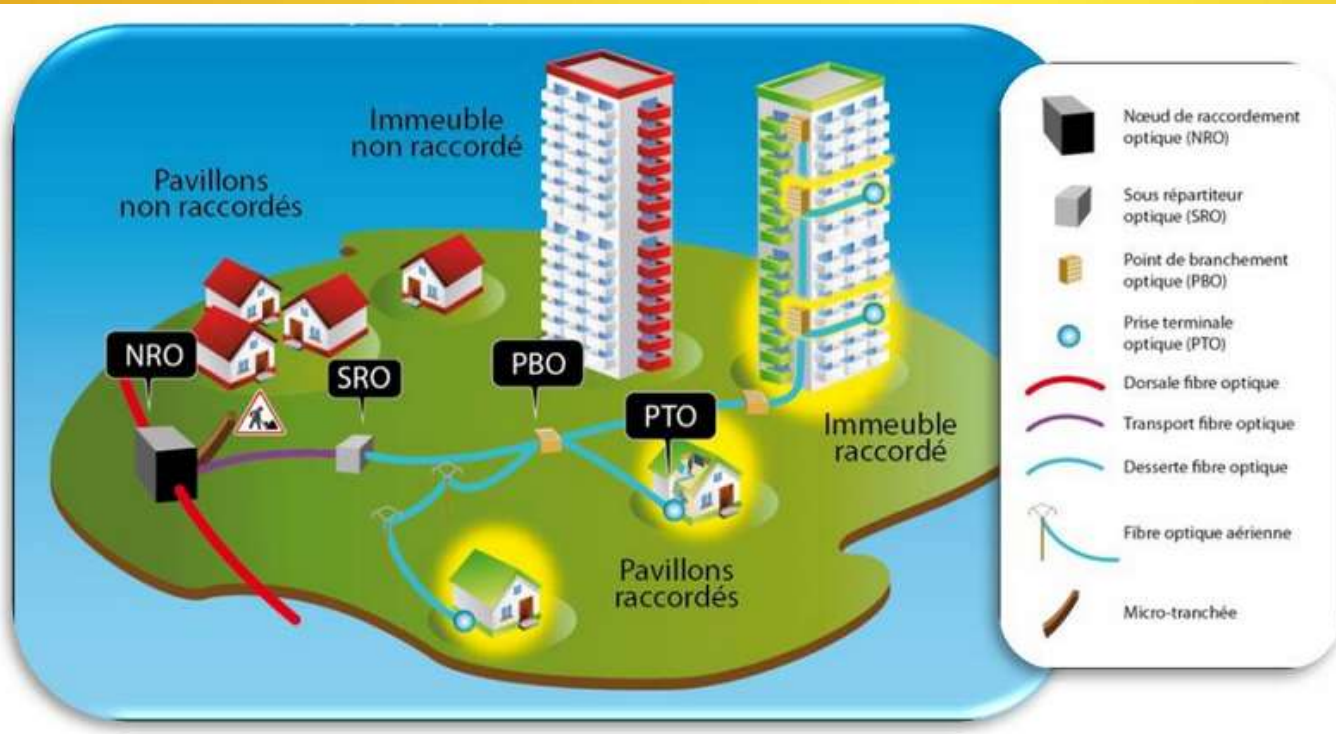 Immeuble
non raccordé
Pavillons
non raccordés
NRO
SRO
PBO
PTO
Immeuble
raccordé
Pavillons
raccordés
Nœud de raccordement
optique (NRO)
Sous répartiteur
optique (SRO)
Point de branchement
optique (PBO)
Prise terminale
optique (PTO)
Dorsale fibre optique
Transport fibre optique
Desserte fibre optique
Fibre optique aérienne
Micro-tranchée